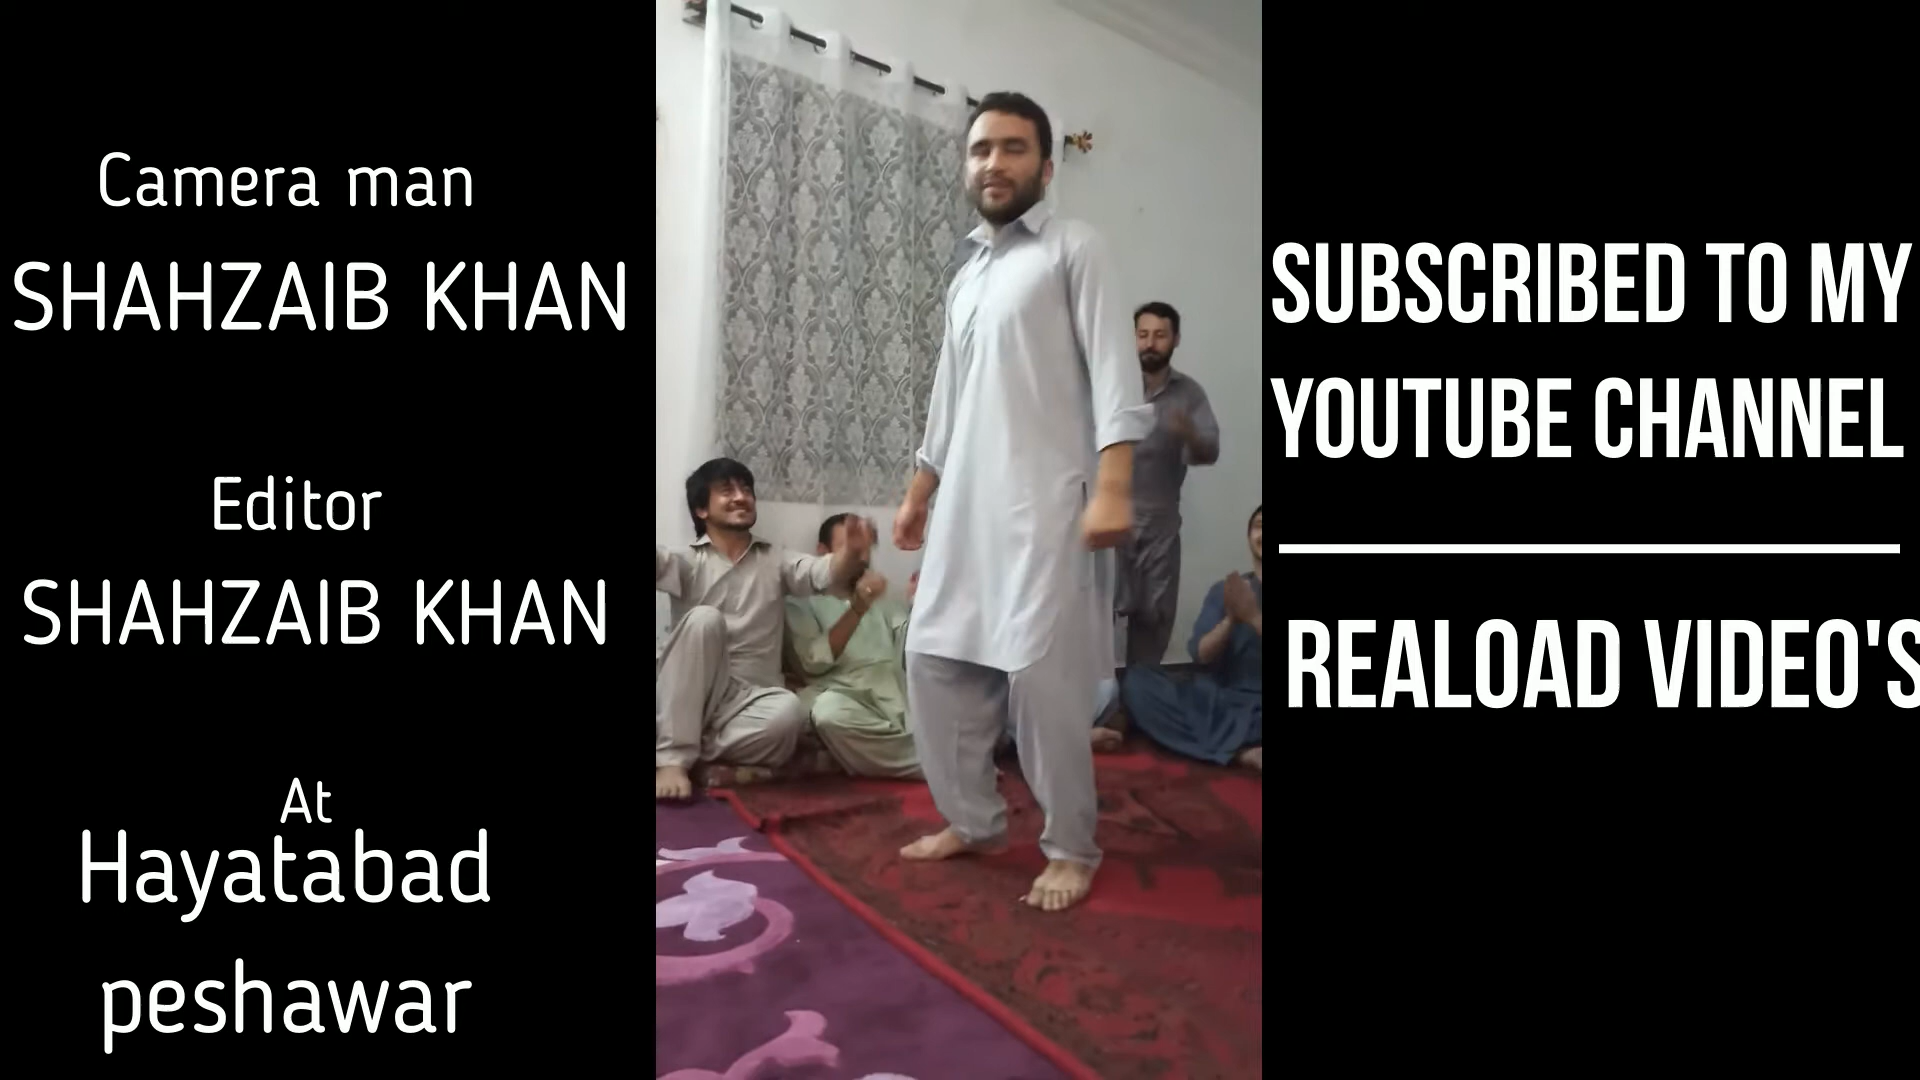 Camera man
SHAHZAIB KHAN
Editor
SHAHZAIB KHAN
At
Hayatabad
peshawar
SUBSCRIBED TO MY
YOUTUBE CHANNEL
REALOAD VIDEO'S